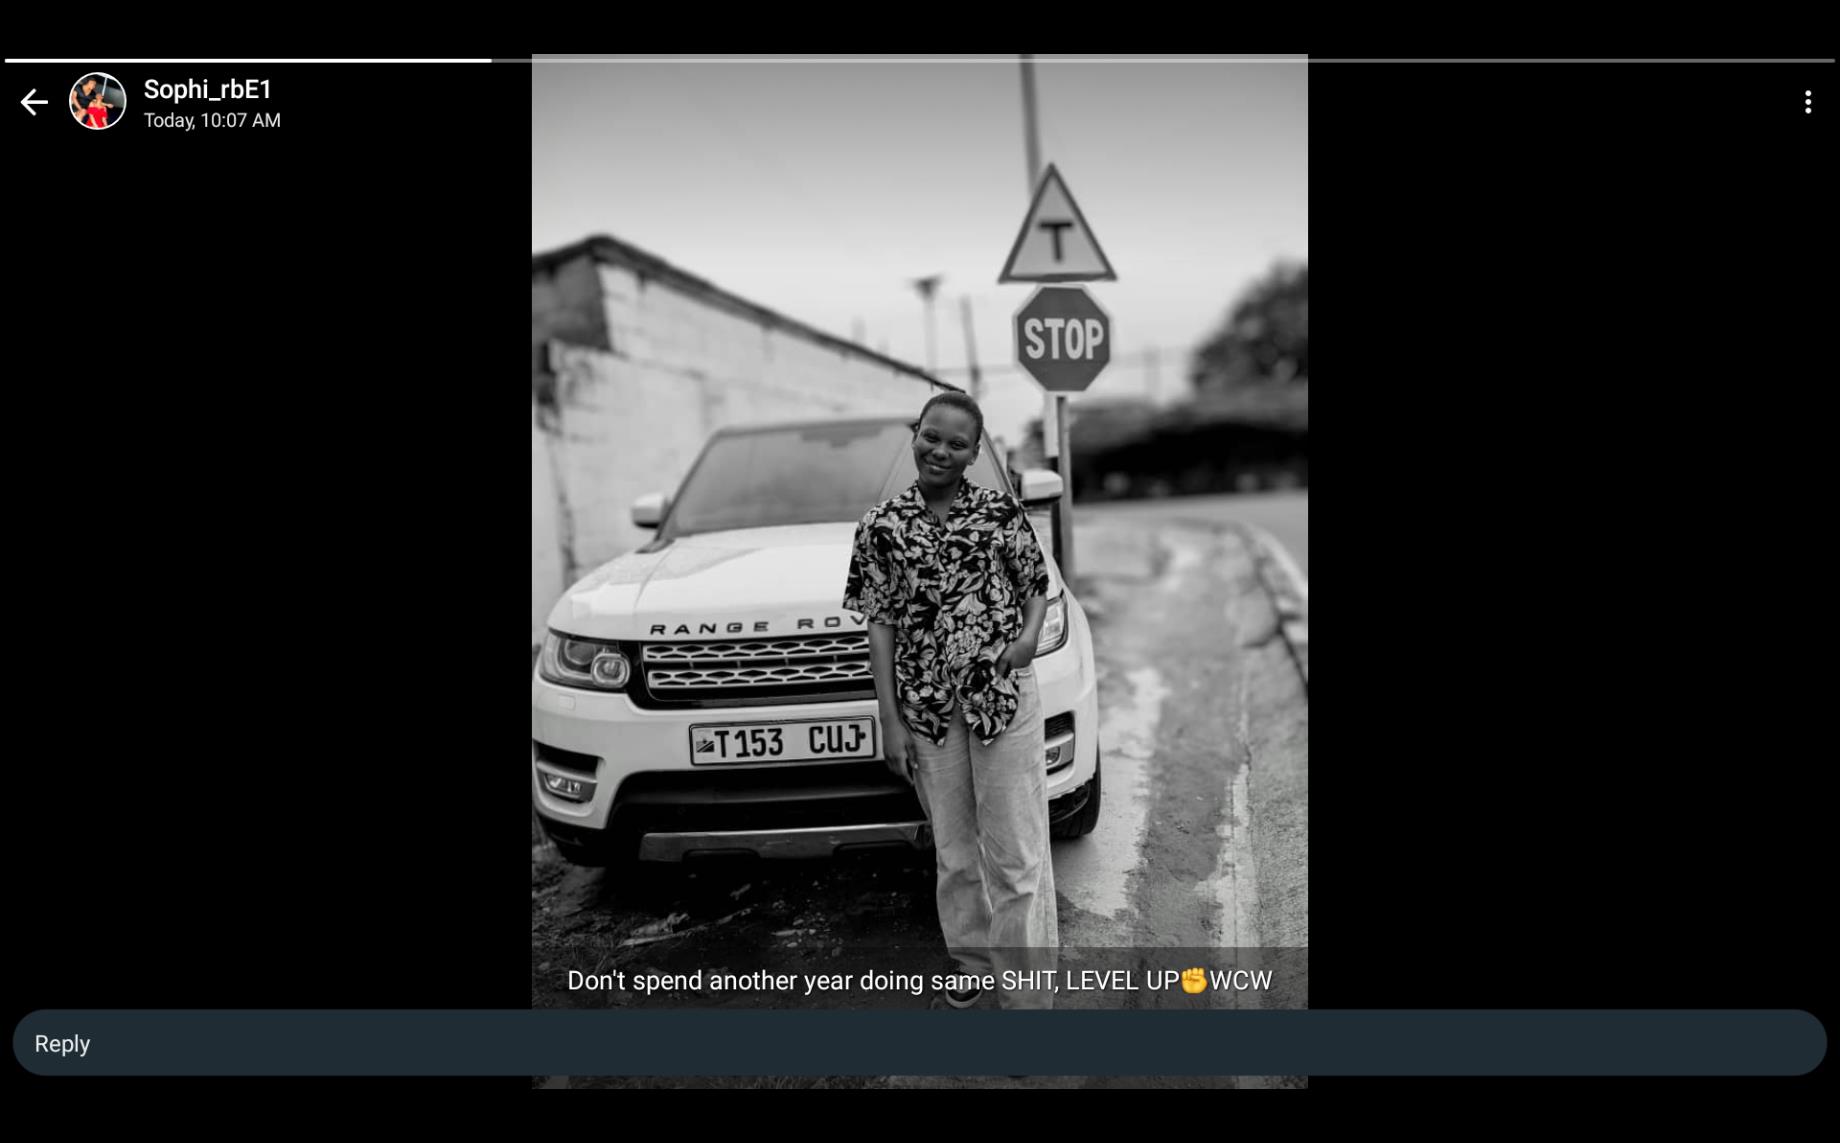 Sophi_rbE1
Today, 10:07 AM
T
STOP
RANGE ROV
T153 CUJ
Don't spend another year doing same SHIT, LEVEL UP✊WCW
Reply